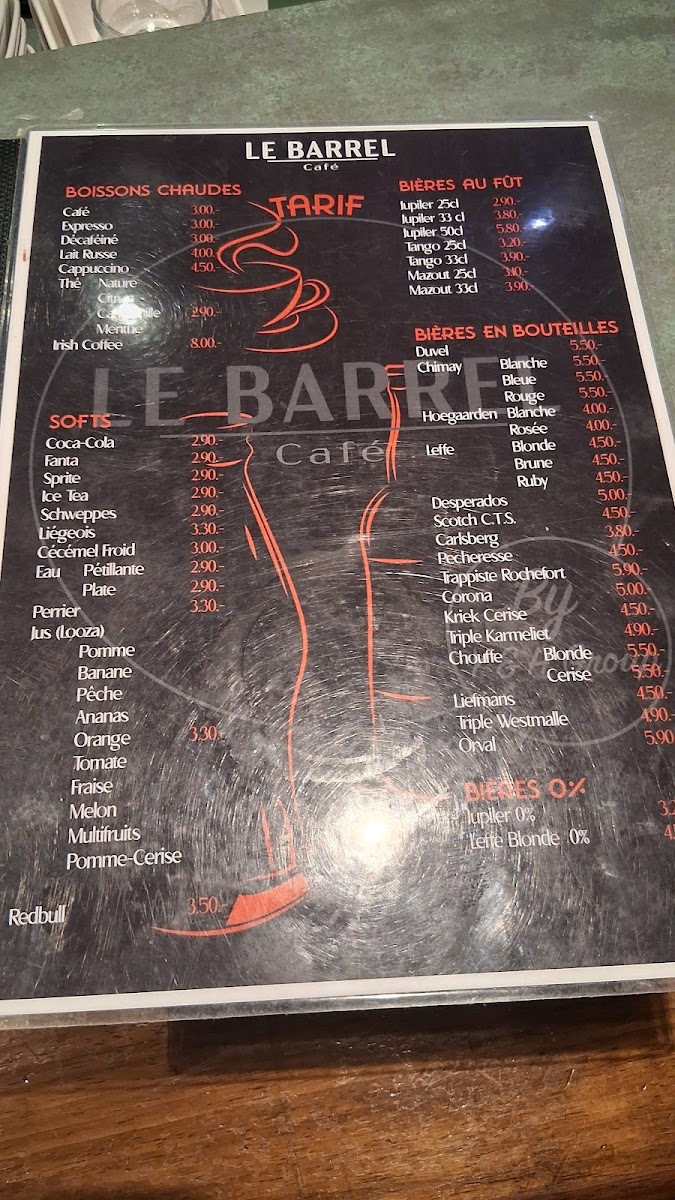 LE BARREL
Café
TARIF
BOISSONS CHAUDES
Café 3.00.-
Expresso 3.00.-
Décaféiné 3.00.-
Lait Russe 4.00.-
Cappuccino 4.50.-
Thé Nature
Citron
Camomille 2.90.-
Menthe
Irish Coffee 8.00.-
SOFTS
Coca-Cola 2.90.-
Fanta 2.90.-
Sprite 2.90.-
Ice Tea 2.90.-
Schweppes 2.90.-
Liégeois 3.30.-
Cécémel Froid 3.00.-
Eau Pétillante 2.90.-
Plate 2.90.-
Perrier 3.30.-
Jus (Looza)
Pomme
Banane
Pêche
Ananas
Orange 3.30.-
Tomate
Fraise
Melon
Multifruits
Pomme-Cerise
Redbull 3.50.-
BIÈRES AU FÛT
Jupiler 25cl 2.90.-
Jupiler 33 cl 3.80.-
Jupiler 50cl 5.80.-
Tango 25cl 3.20.-
Tango 33cl 3.90.-
Mazout 25cl 3.10.-
Mazout 33cl 3.90.-
BIÈRES EN BOUTEILLES
Duvel 5.50.-
Chimay Blanche 5.50.-
Bleue 5.50.-
Rouge 5.50.-
Hoegaarden Blanche 4.00.-
Rosée 4.00.-
Leffe Blonde 4.50.-
Brune 4.50.-
Ruby 4.50.-
Desperados 5.00.-
Scotch C.T.S. 4.50.-
Carlsberg 3.80.-
Pecheresse 4.50.-
Trappiste Rochefort 5.90.-
Corona 5.00.-
Kriek Cerise 4.50.-
Triple Karmeliet 4.90.-
Chouffe Blonde 5.50.-
Cerise 5.50.-
Liefmans 4.50.-
Triple Westmalle 4.90.-
Orval 5.90
BIÈRES 0%
Jupiler 0%
Leffe Blonde 0%
LE BARRE
Café
By